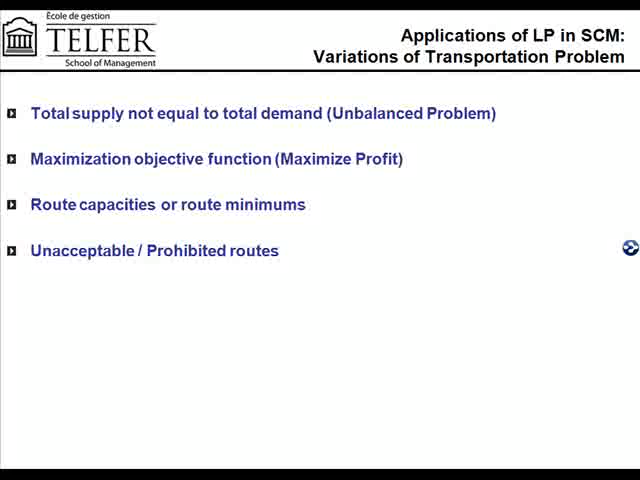 École de gestion
TELFER
School of Management
Applications of LP in SCM:
Variations of Transportation Problem
Total supply not equal to total demand (Unbalanced Problem)
Maximization objective function (Maximize Profit)
Route capacities or route minimums
Unacceptable / Prohibited routes